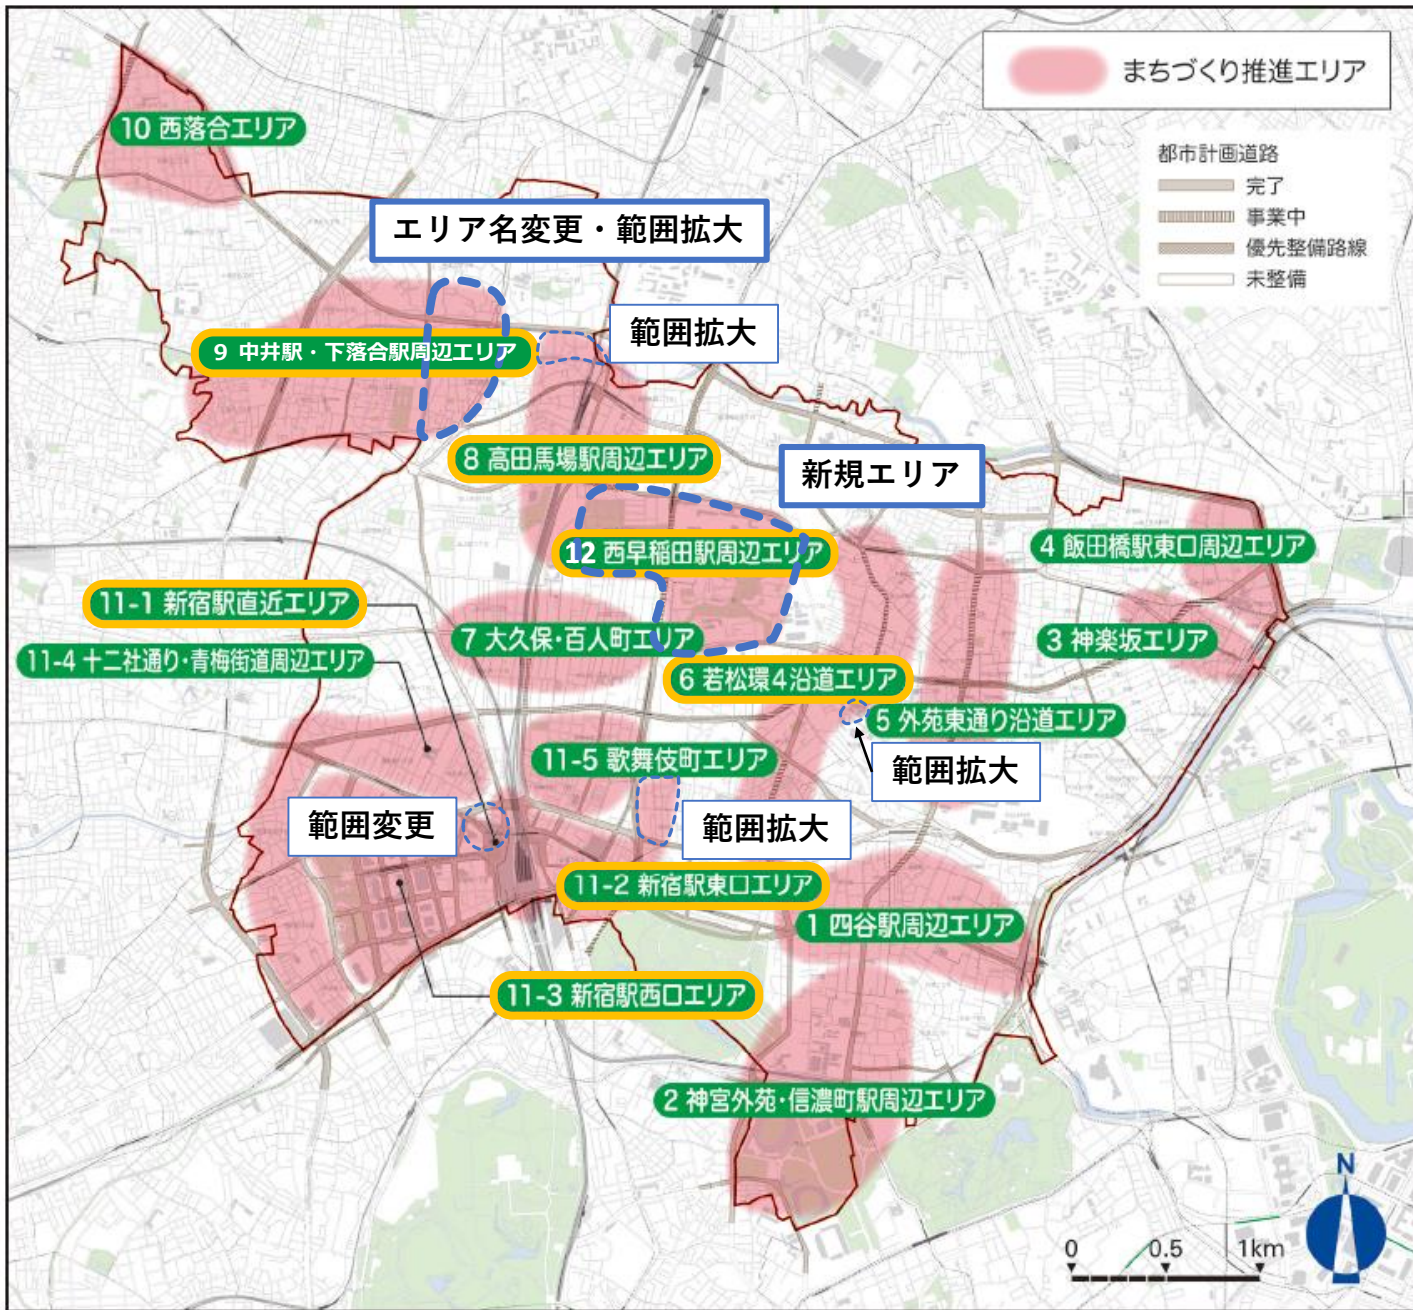 まちづくり推進エリア
都市計画道路
完了
事業中
優先整備路線
未整備
10 西落合エリア
エリア名変更・範囲拡大
範囲拡大
9 中井駅・下落合駅周辺エリア
8 高田馬場駅周辺エリア
新規エリア
12 西早稲田駅周辺エリア
4 飯田橋駅東口周辺エリア
11-1 新宿駅直近エリア
7 大久保・百人町エリア
3 神楽坂エリア
11-4 十二社通り・青梅街道周辺エリア
6 若松環4沿道エリア
5 外苑東通り沿道エリア
11-5 歌舞伎町エリア
範囲拡大
範囲変更
範囲拡大
11-2 新宿駅東口エリア
1 四谷駅周辺エリア
11-3 新宿駅西口エリア
2 神宮外苑・信濃町駅周辺エリア
N
0 0.5 1km